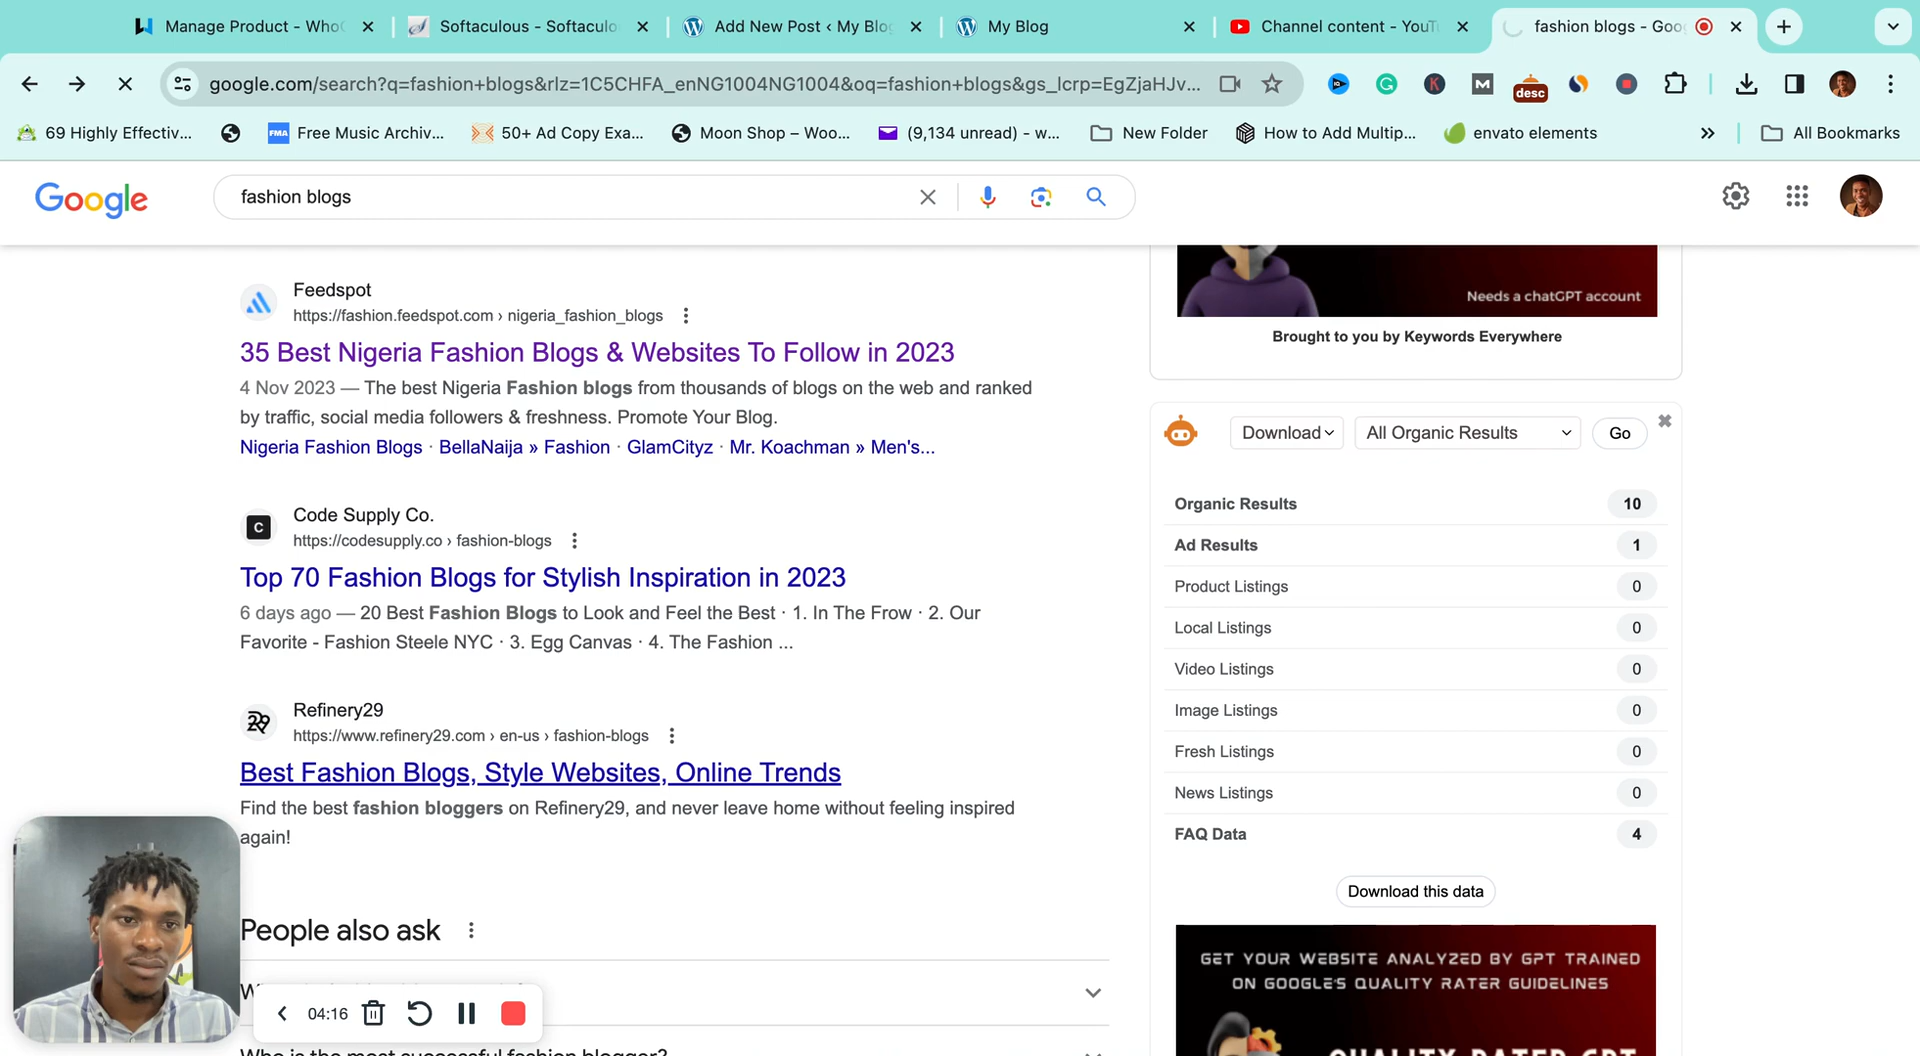 Manage Product - Who
Softaculous - Softaculo
Add New Post ‹ My Blog
My Blog
Channel content - YouT
fashion blogs - Goo
google.com/search?q=fashion+blogs&rlz=1C5CHFA_enNG1004NG1004&oq=fashion+blogs&gs_lcrp=EgZjaHJv...
desc
69 Highly Effectiv...
FMA Free Music Archiv...
50+ Ad Copy Exa...
Moon Shop – Woo...
(9,134 unread) - w...
New Folder
How to Add Multip...
envato elements
»
All Bookmarks
Google
fashion blogs
Feedspot
https://fashion.feedspot.com › nigeria_fashion_blogs
35 Best Nigeria Fashion Blogs & Websites To Follow in 2023
4 Nov 2023 — The best Nigeria Fashion blogs from thousands of blogs on the web and ranked
by traffic, social media followers & freshness. Promote Your Blog.
Nigeria Fashion Blogs · BellaNaija » Fashion · GlamCityz · Mr. Koachman » Men's...
C
Code Supply Co.
https://codesupply.co › fashion-blogs
Top 70 Fashion Blogs for Stylish Inspiration in 2023
6 days ago — 20 Best Fashion Blogs to Look and Feel the Best · 1. In The Frow · 2. Our
Favorite - Fashion Steele NYC · 3. Egg Canvas · 4. The Fashion ...
Refinery29
https://www.refinery29.com › en-us › fashion-blogs
Best Fashion Blogs, Style Websites, Online Trends
Find the best fashion bloggers on Refinery29, and never leave home without feeling inspired
again!
People also ask
04:16
Who is the most successful fashion blogger?
Needs a chatGPT account
Brought to you by Keywords Everywhere
Download
All Organic Results
Go
Organic Results 10
Ad Results 1
Product Listings 0
Local Listings 0
Video Listings 0
Image Listings 0
Fresh Listings 0
News Listings 0
FAQ Data 4
Download this data
GET YOUR WEBSITE ANALYZED BY GPT TRAINED
ON GOOGLE'S QUALITY RATER GUIDELINES
QUALITY RATER GPT